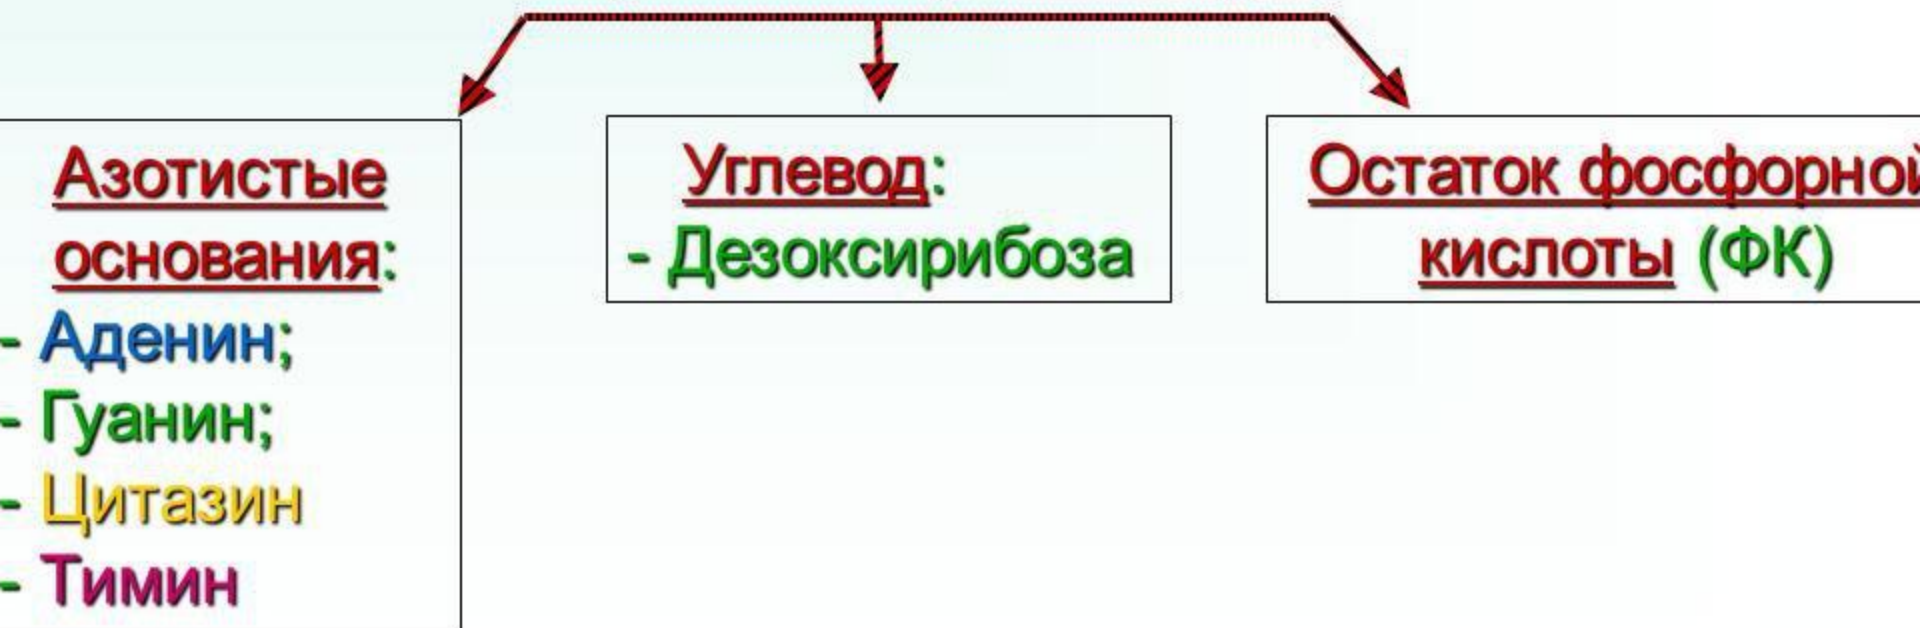 Азотистые
основания:
- Аденин;
- Гуанин;
- Цитазин
- Тимин
Углевод:
- Дезоксирибоза
Остаток фосфорной
кислоты (ФК)